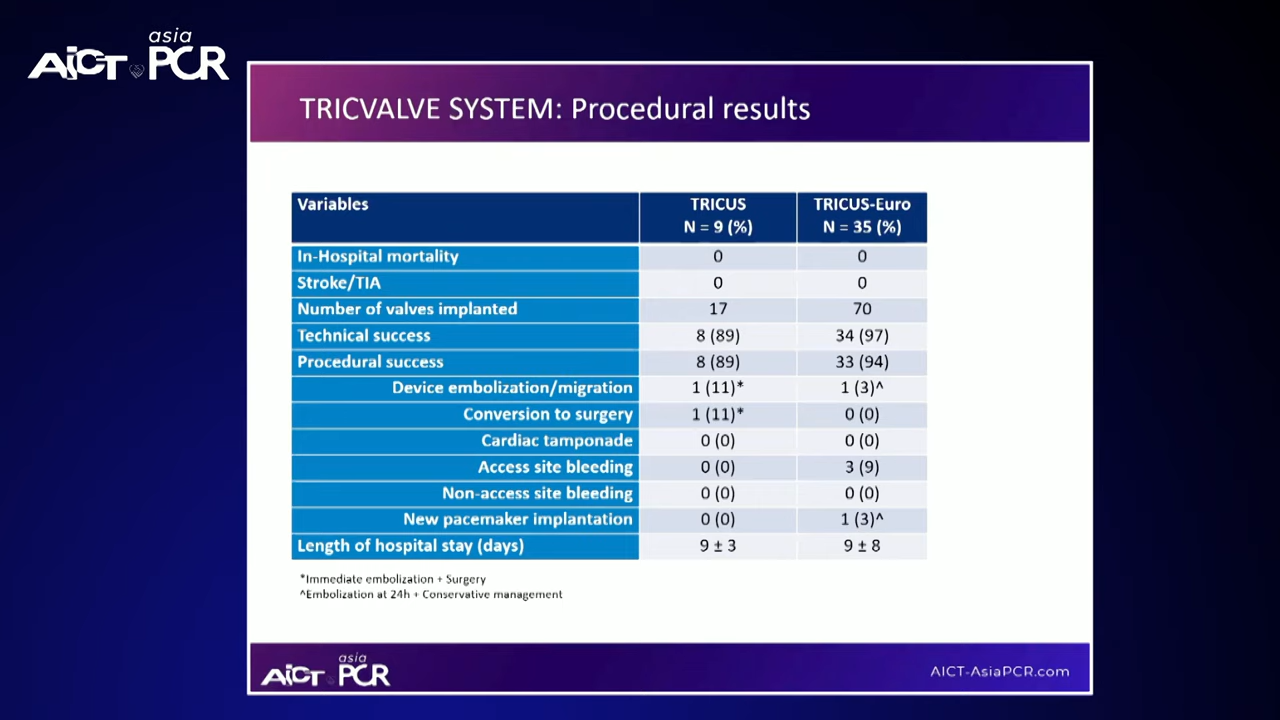 asia
AICT PCR
TRICVALVE SYSTEM: Procedural results
Variables TRICUS N = 9 (%) TRICUS-Euro N = 35 (%)
In-Hospital mortality 0 0
Stroke/TIA 0 0
Number of valves implanted 17 70
Technical success 8 (89) 34 (97)
Procedural success 8 (89) 33 (94)
Device embolization/migration 1 (11)* 1 (3)^
Conversion to surgery 1 (11)* 0 (0)
Cardiac tamponade 0 (0) 0 (0)
Access site bleeding 0 (0) 3 (9)
Non-access site bleeding 0 (0) 0 (0)
New pacemaker implantation 0 (0) 1 (3)^
Length of hospital stay (days) 9 ± 3 9 ± 8
*Immediate embolization + Surgery
^Embolization at 24h + Conservative management
asia
AICT PCR
AICT-AsiaPCR.com